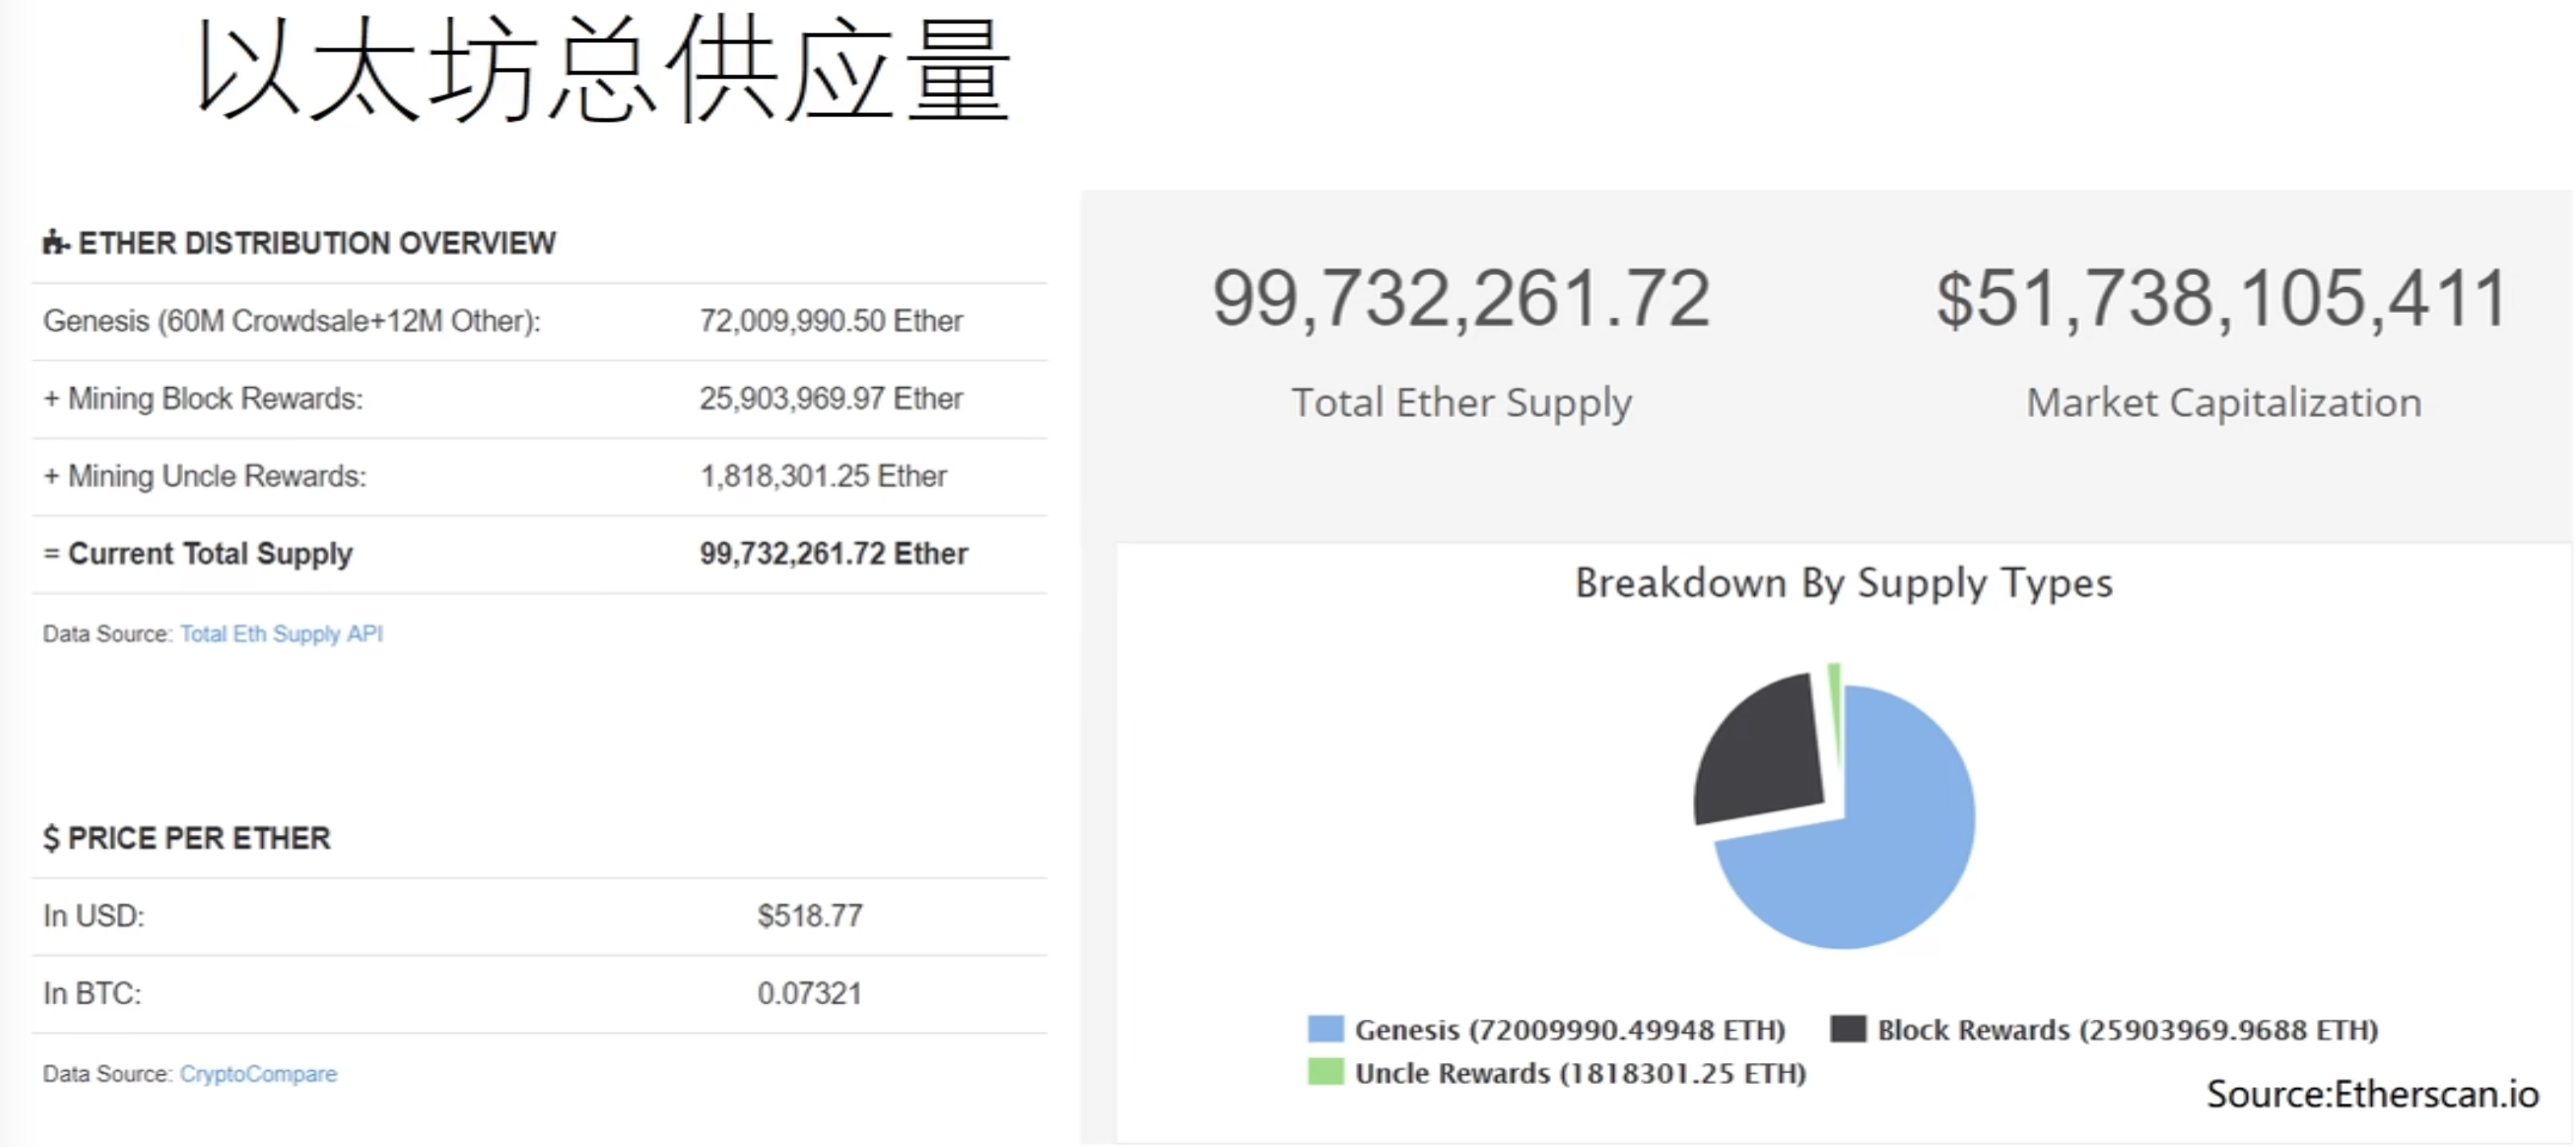 以太坊总供应量
ETHER DISTRIBUTION OVERVIEW
Genesis (60M Crowdsale+12M Other): 72,009,990.50 Ether
+ Mining Block Rewards: 25,903,969.97 Ether
+ Mining Uncle Rewards: 1,818,301.25 Ether
= Current Total Supply 99,732,261.72 Ether
Data Source: Total Eth Supply API
$ PRICE PER ETHER
In USD: $518.77
In BTC: 0.07321
Data Source: CryptoCompare
99,732,261.72 $51,738,105,411
Total Ether Supply Market Capitalization
Breakdown By Supply Types
Genesis (72009990.49948 ETH) Block Rewards (25903969.9688 ETH)
Uncle Rewards (1818301.25 ETH)
Source:Etherscan.io